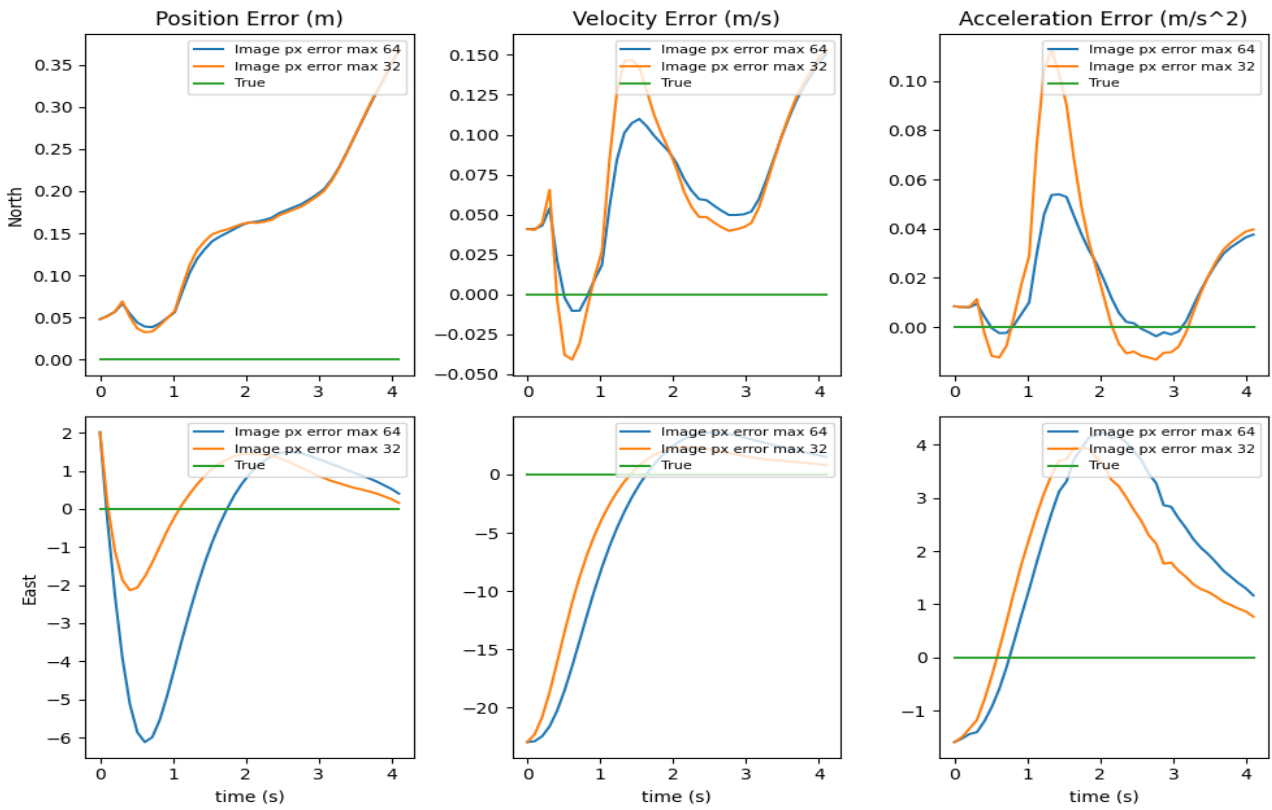 Position Error (m)
Velocity Error (m/s)
Acceleration Error (m/s^2)
North
0.35
0.30
0.25
0.20
0.15
0.10
0.05
0.00
0 1 2 3 4
Image px error max 64
Image px error max 32
True
0.150
0.125
0.100
0.075
0.050
0.025
0.000
−0.025
−0.050
0 1 2 3 4
Image px error max 64
Image px error max 32
True
0.10
0.08
0.06
0.04
0.02
0.00
0 1 2 3 4
Image px error max 64
Image px error max 32
True
East
2
1
0
−1
−2
−3
−4
−5
−6
0 1 2 3 4
time (s)
Image px error max 64
Image px error max 32
True
0
−5
−10
−15
−20
0 1 2 3 4
time (s)
Image px error max 64
Image px error max 32
True
4
3
2
1
0
−1
0 1 2 3 4
time (s)
Image px error max 64
Image px error max 32
True